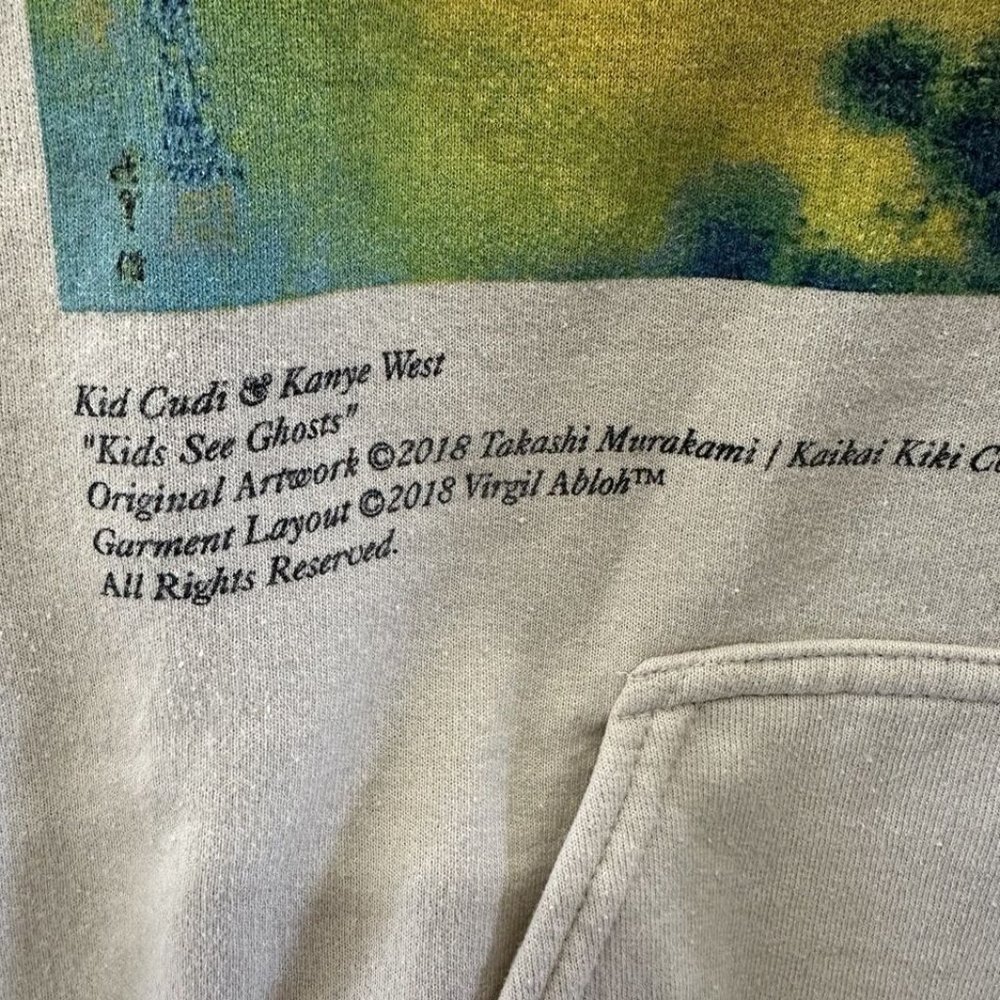 Kid Cudi & Kanye West
"Kids See Ghosts"
Original Artwork ©2018 Takashi Murakami / Kaikai Kiki
Garment Layout ©2018 Virgil Abloh™
All Rights Reserved.